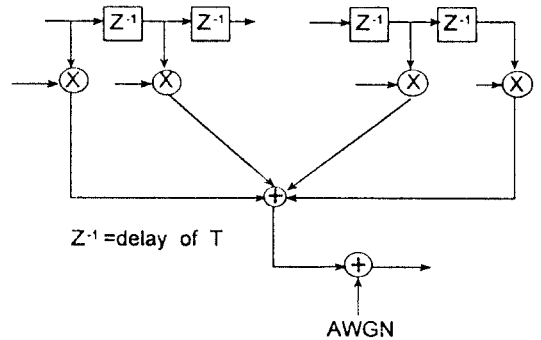 Z⁻¹ Z⁻¹ Z⁻¹ Z⁻¹
X X X X
+
Z⁻¹ =delay of T
+
AWGN